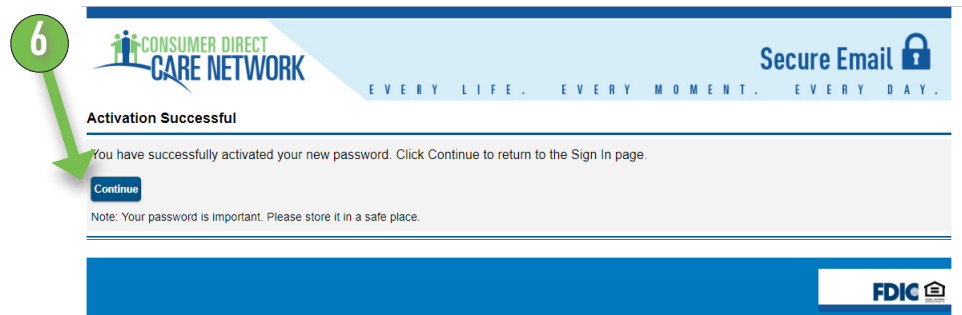 6
CONSUMER DIRECT
CARE NETWORK
Secure Email
EVERY LIFE. EVERY MOMENT. EVERY DAY.
Activation Successful
You have successfully activated your new password. Click Continue to return to the Sign In page.
Continue
Note: Your password is important. Please store it in a safe place.
FDIC